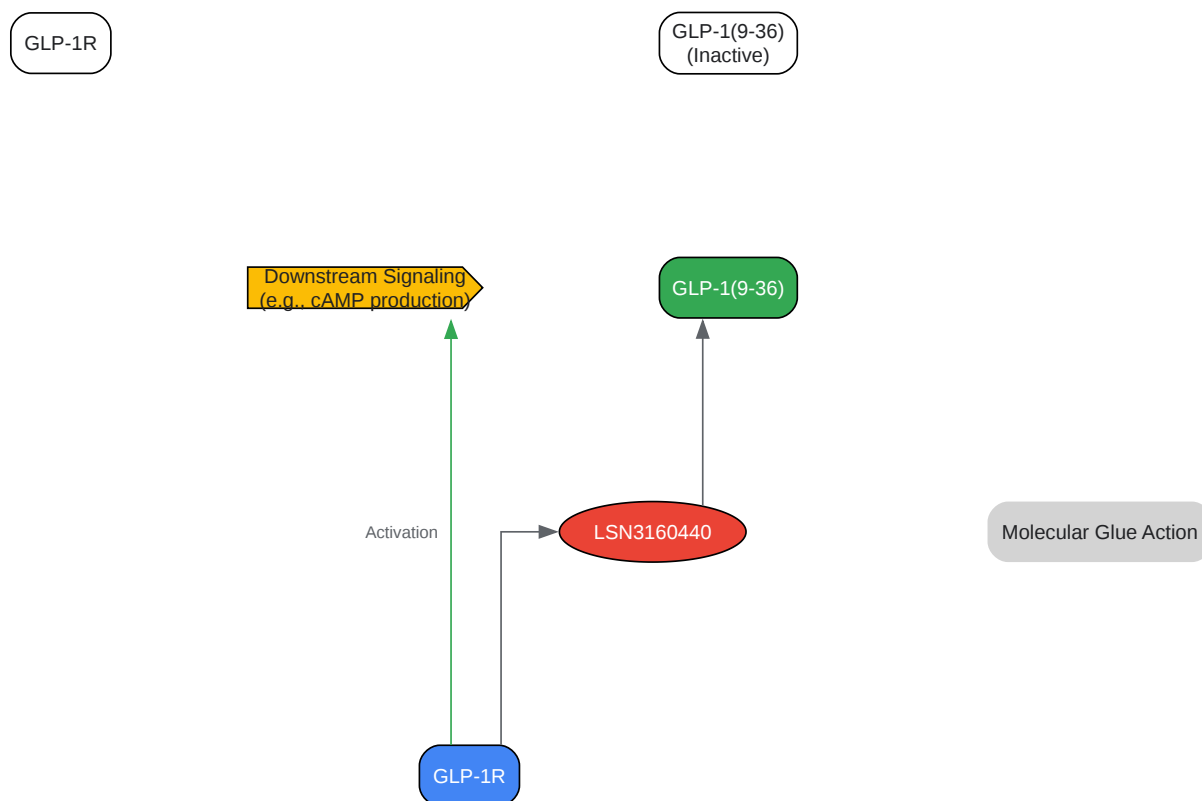 GLP-1R
GLP-1(9-36)
(Inactive)
Downstream Signaling
(e.g., cAMP production)
GLP-1(9-36)
Activation
LSN3160440
Molecular Glue Action
GLP-1R